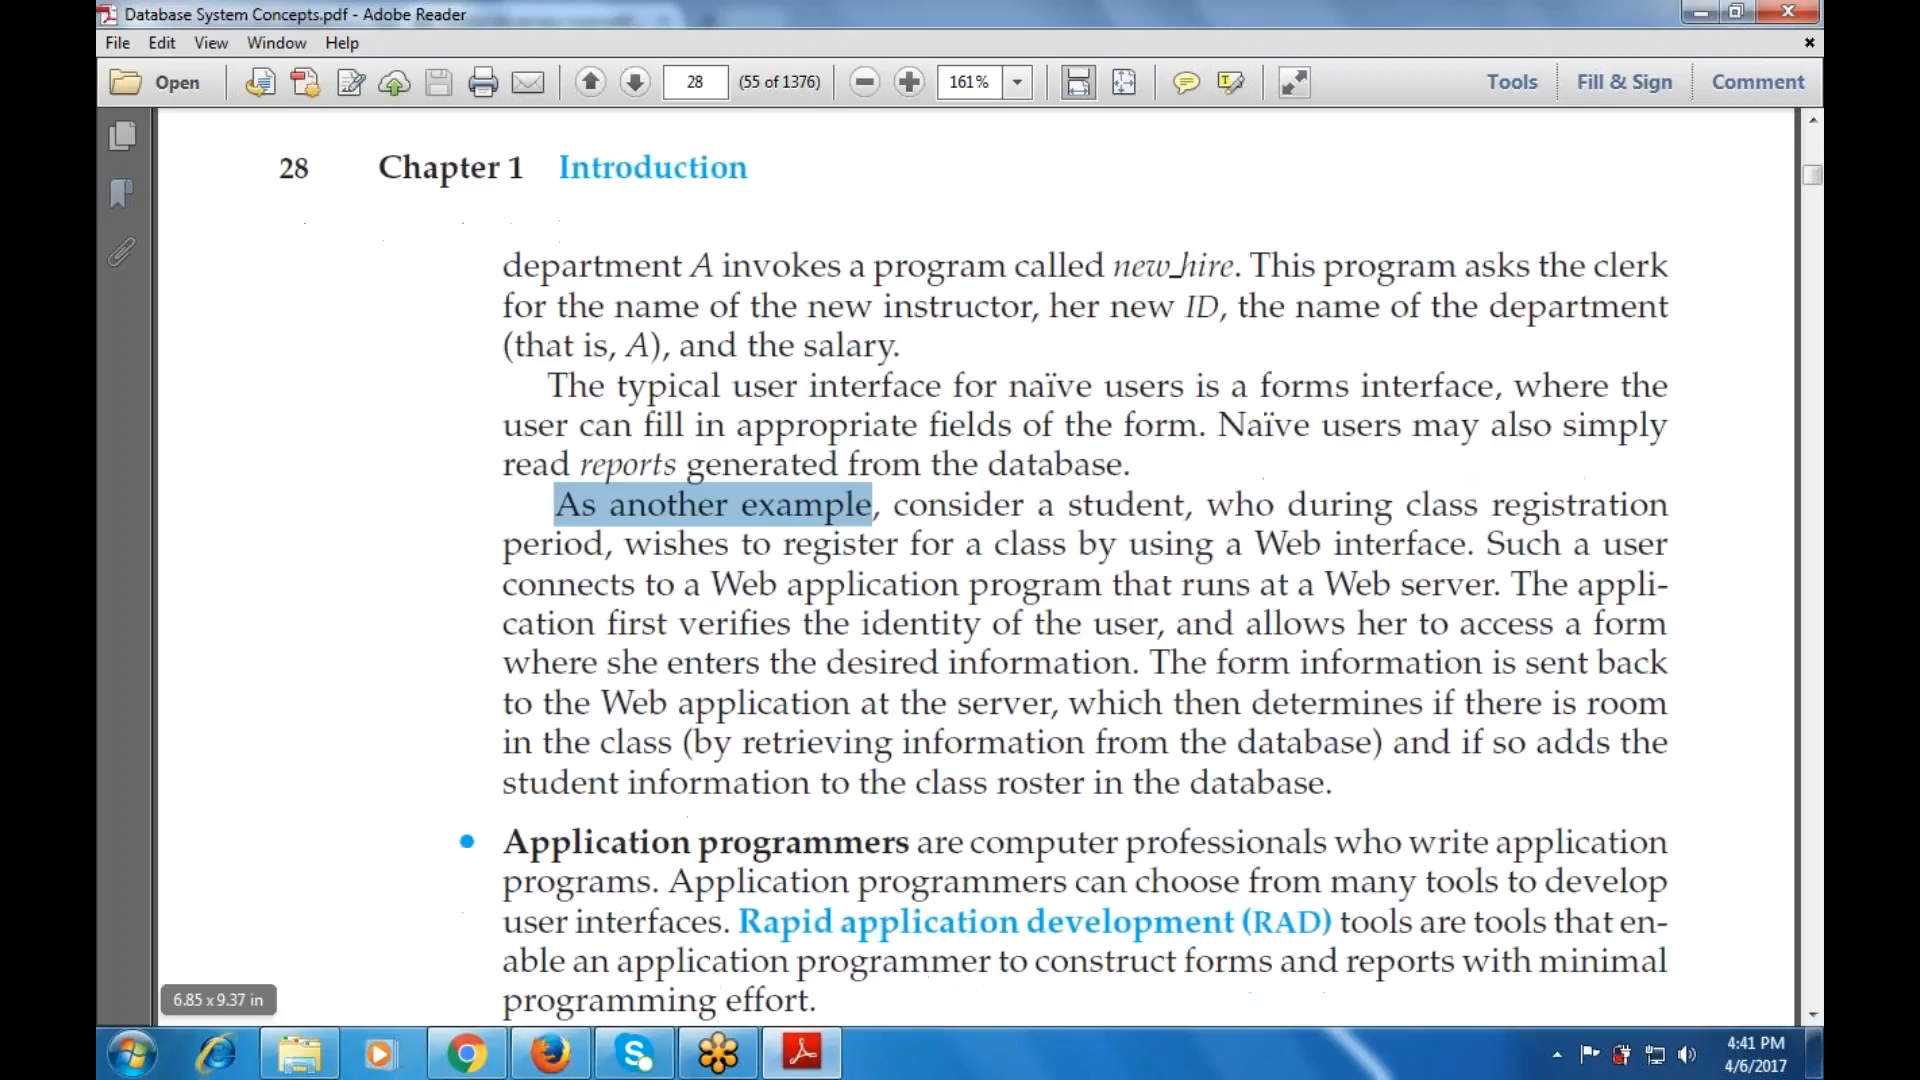 Database System Concepts.pdf - Adobe Reader
File Edit View Window Help
Open 28 (55 of 1376) 161% Tools Fill & Sign Comment
28 Chapter 1 Introduction
department A invokes a program called new_hire. This program asks the clerk
for the name of the new instructor, her new ID, the name of the department
(that is, A), and the salary.
The typical user interface for naïve users is a forms interface, where the
user can fill in appropriate fields of the form. Naïve users may also simply
read reports generated from the database.
As another example, consider a student, who during class registration
period, wishes to register for a class by using a Web interface. Such a user
connects to a Web application program that runs at a Web server. The appli-
cation first verifies the identity of the user, and allows her to access a form
where she enters the desired information. The form information is sent back
to the Web application at the server, which then determines if there is room
in the class (by retrieving information from the database) and if so adds the
student information to the class roster in the database.
• Application programmers are computer professionals who write application
programs. Application programmers can choose from many tools to develop
user interfaces. Rapid application development (RAD) tools are tools that en-
able an application programmer to construct forms and reports with minimal
programming effort.
6.85 x 9.37 in
4:41 PM
4/6/2017